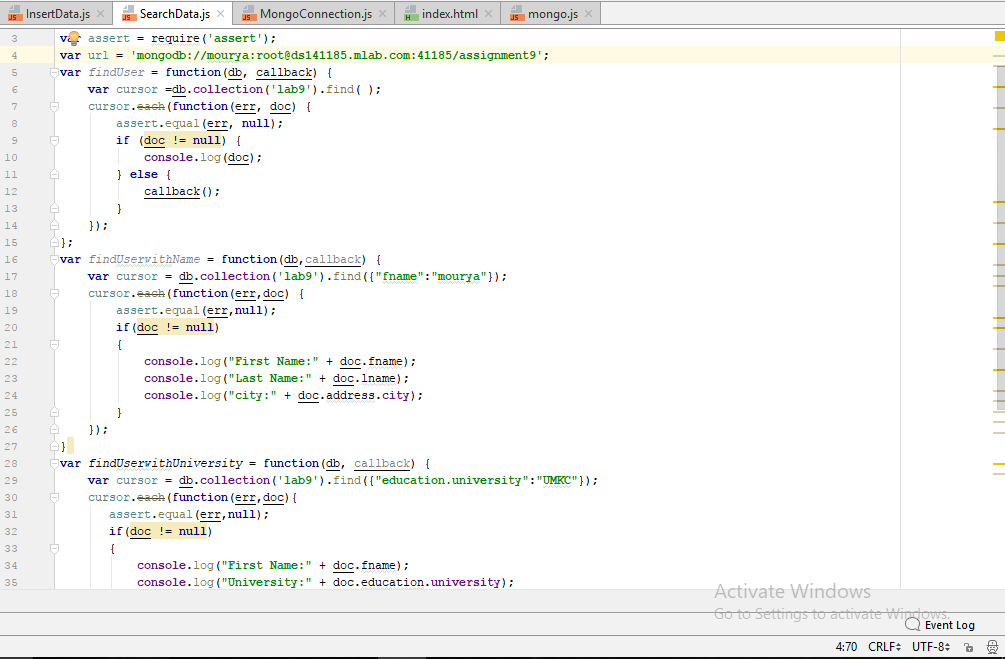 InsertData.js SearchData.js MongoConnection.js index.html mongo.js
3 var assert = require('assert');
4 var url = 'mongodb://mourya:root@ds141185.mlab.com:41185/assignment9';
5 var findUser = function(db, callback) {
6 var cursor =db.collection('lab9').find( );
7 cursor.each(function(err, doc) {
8 assert.equal(err, null);
9 if (doc != null) {
10 console.log(doc);
11 } else {
12 callback();
13 }
14 });
15 };
16 var findUserwithName = function(db,callback) {
17 var cursor = db.collection('lab9').find({"fname":"mourya"});
18 cursor.each(function(err,doc) {
19 assert.equal(err,null);
20 if(doc != null)
21 {
22 console.log("First Name:" + doc.fname);
23 console.log("Last Name:" + doc.lname);
24 console.log("city:" + doc.address.city);
25 }
26 });
27 }
28 var findUserwithUniversity = function(db, callback) {
29 var cursor = db.collection('lab9').find({"education.university":"UMKC"});
30 cursor.each(function(err,doc){
31 assert.equal(err,null);
32 if(doc != null)
33 {
34 console.log("First Name:" + doc.fname);
35 console.log("University:" + doc.education.university);
Activate Windows
Go to Settings to activate Windows.
Event Log
4:70 CRLF UTF-8